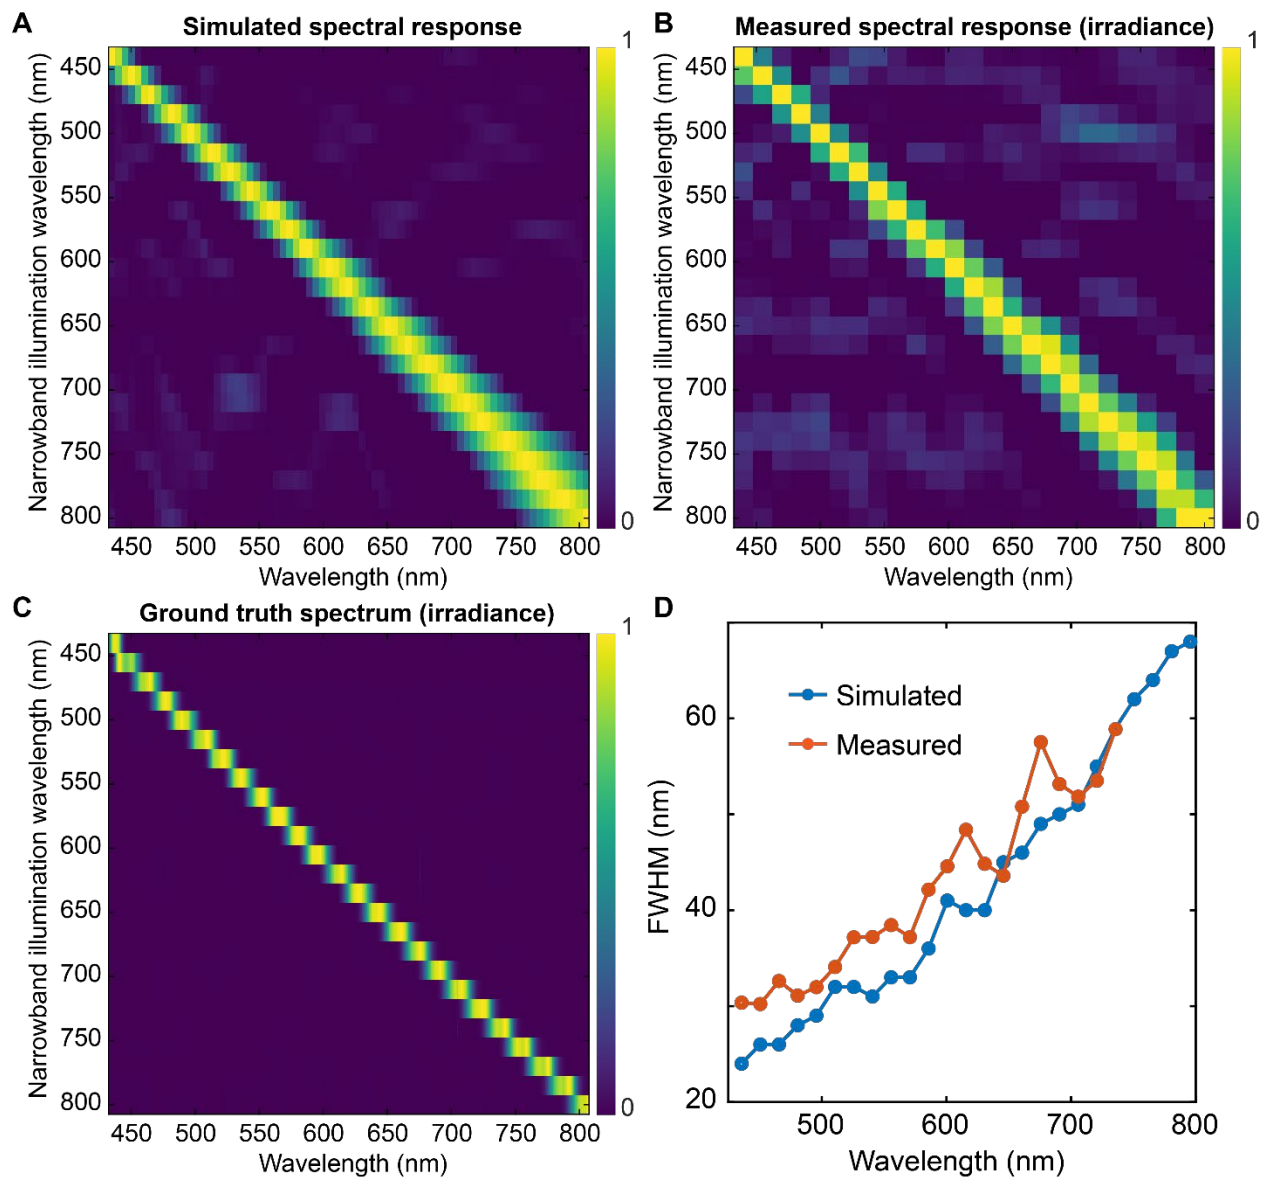 A
Simulated spectral response
Narrowband illumination wavelength (nm)
450
500
550
600
650
700
750
800
450 500 550 600 650 700 750 800
Wavelength (nm)
1
0
B
Measured spectral response (irradiance)
Narrowband illumination wavelength (nm)
450
500
550
600
650
700
750
800
450 500 550 600 650 700 750 800
Wavelength (nm)
1
0
C
Ground truth spectrum (irradiance)
Narrowband illumination wavelength (nm)
450
500
550
600
650
700
750
800
450 500 550 600 650 700 750 800
Wavelength (nm)
1
0
D
Simulated
Measured
FWHM (nm)
60
40
20
500 600 700 800
Wavelength (nm)